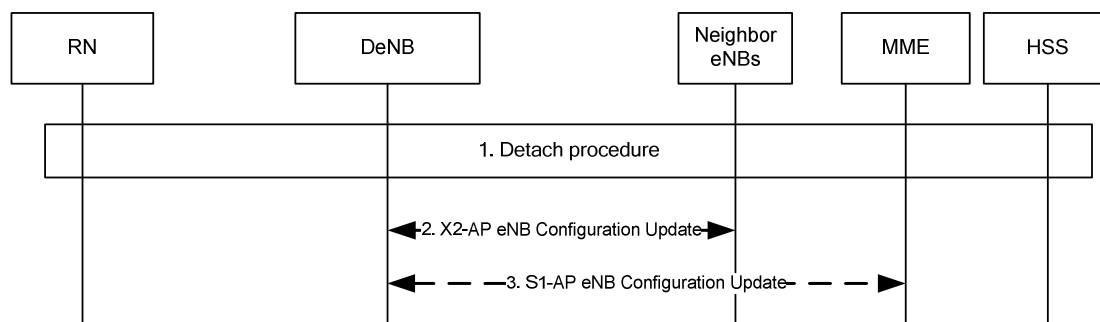 RN
DeNB
Neighbor
eNBs
MME
HSS
1. Detach procedure
2. X2-AP eNB Configuration Update
3. S1-AP eNB Configuration Update